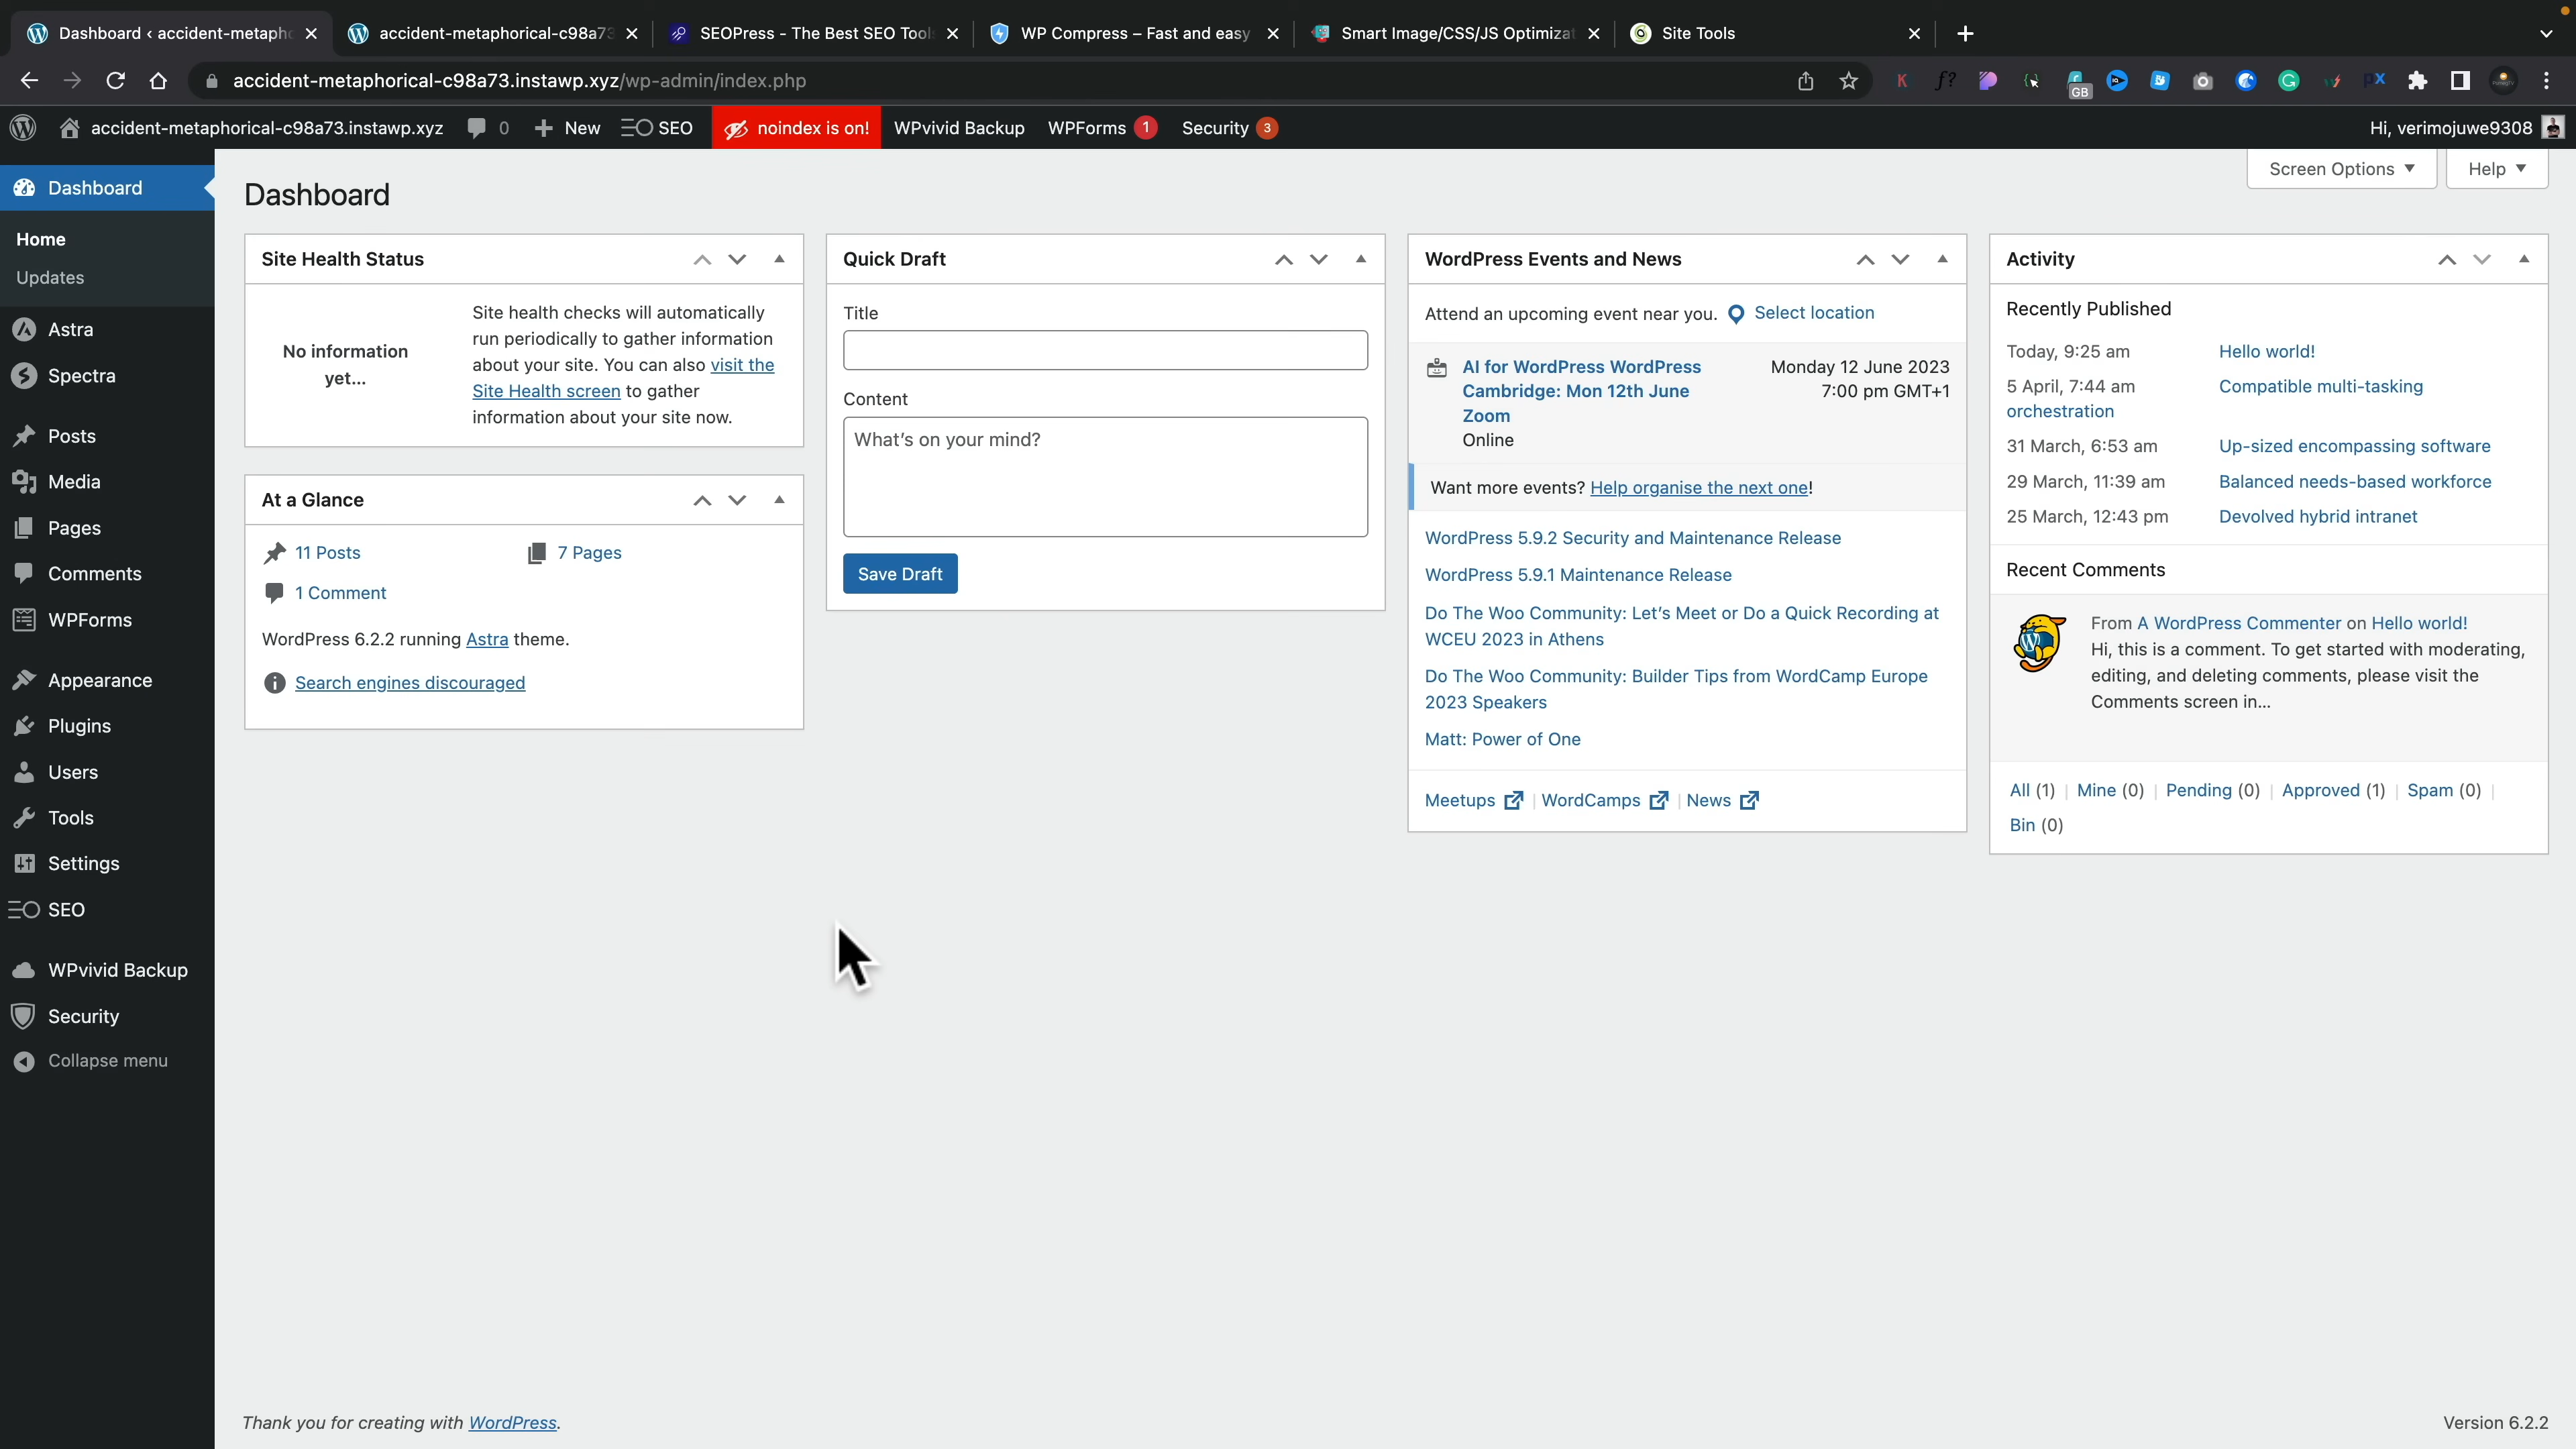 Dashboard ‹ accident-metapho
accident-metaphorical-c98a73
SEOPress - The Best SEO Tool
WP Compress – Fast and easy
Smart Image/CSS/JS Optimizat
Site Tools
accident-metaphorical-c98a73.instawp.xyz/wp-admin/index.php
GB
accident-metaphorical-c98a73.instawp.xyz
0
New
SEO
noindex is on!
WPvivid Backup
WPForms 1
Security 3
Hi, verimojuwe9308
Dashboard
Home
Updates
Astra
Spectra
Posts
Media
Pages
Comments
WPForms
Appearance
Plugins
Users
Tools
Settings
SEO
WPvivid Backup
Security
Collapse menu
Screen Options
Help
Dashboard
Site Health Status
No information
yet...
Site health checks will automatically
run periodically to gather information
about your site. You can also visit the
Site Health screen to gather
information about your site now.
At a Glance
11 Posts
7 Pages
1 Comment
WordPress 6.2.2 running Astra theme.
Search engines discouraged
Quick Draft
Title
Content
What's on your mind?
Save Draft
WordPress Events and News
Attend an upcoming event near you. Select location
AI for WordPress WordPress
Cambridge: Mon 12th June
Zoom
Online
Monday 12 June 2023
7:00 pm GMT+1
Want more events? Help organise the next one!
WordPress 5.9.2 Security and Maintenance Release
WordPress 5.9.1 Maintenance Release
Do The Woo Community: Let's Meet or Do a Quick Recording at
WCEU 2023 in Athens
Do The Woo Community: Builder Tips from WordCamp Europe
2023 Speakers
Matt: Power of One
Meetups | WordCamps | News
Activity
Recently Published
Today, 9:25 am Hello world!
5 April, 7:44 am Compatible multi-tasking
orchestration
31 March, 6:53 am Up-sized encompassing software
29 March, 11:39 am Balanced needs-based workforce
25 March, 12:43 pm Devolved hybrid intranet
Recent Comments
From A WordPress Commenter on Hello world!
Hi, this is a comment. To get started with moderating,
editing, and deleting comments, please visit the
Comments screen in...
All (1) | Mine (0) | Pending (0) | Approved (1) | Spam (0) |
Bin (0)
Thank you for creating with WordPress.
Version 6.2.2